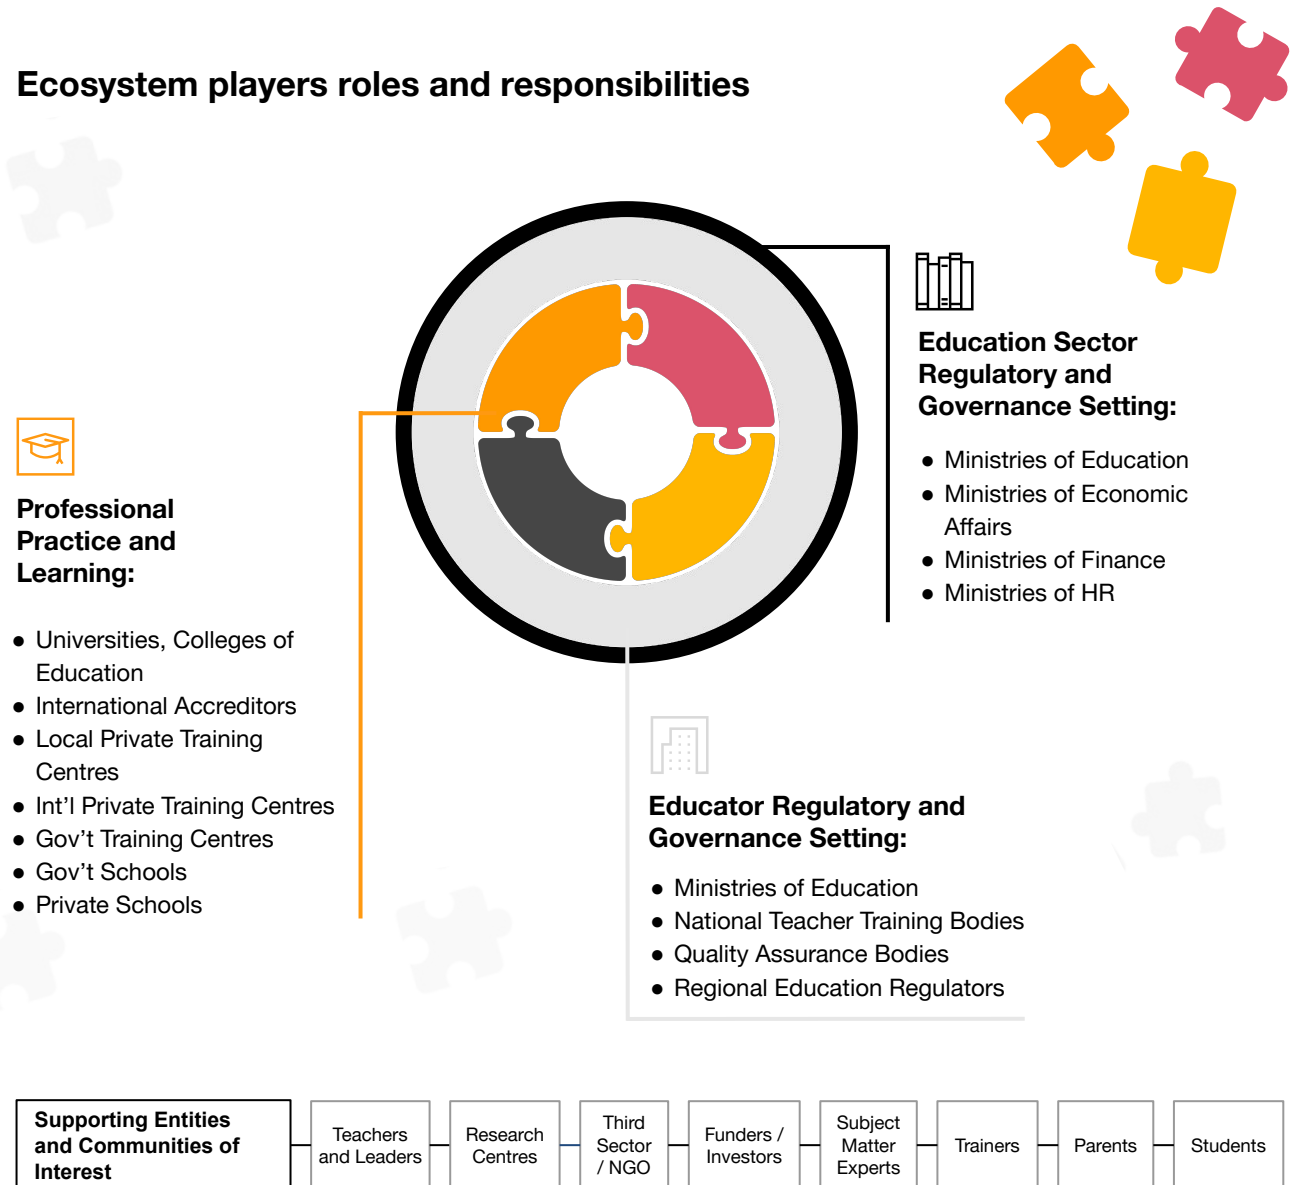 Ecosystem players roles and responsibilities
Education Sector
Regulatory and
Governance Setting:
● Ministries of Education
● Ministries of Economic
Affairs
● Ministries of Finance
● Ministries of HR
Professional
Practice and
Learning:
● Universities, Colleges of
Education
● International Accreditors
● Local Private Training
Centres
● Int’l Private Training Centres
● Gov’t Training Centres
● Gov’t Schools
● Private Schools
Educator Regulatory and
Governance Setting:
● Ministries of Education
● National Teacher Training Bodies
● Quality Assurance Bodies
● Regional Education Regulators
Supporting Entities
and Communities of
Interest
Teachers
and Leaders
Research
Centres
Third
Sector
/ NGO
Funders /
Investors
Subject
Matter
Experts
Trainers
Parents
Students